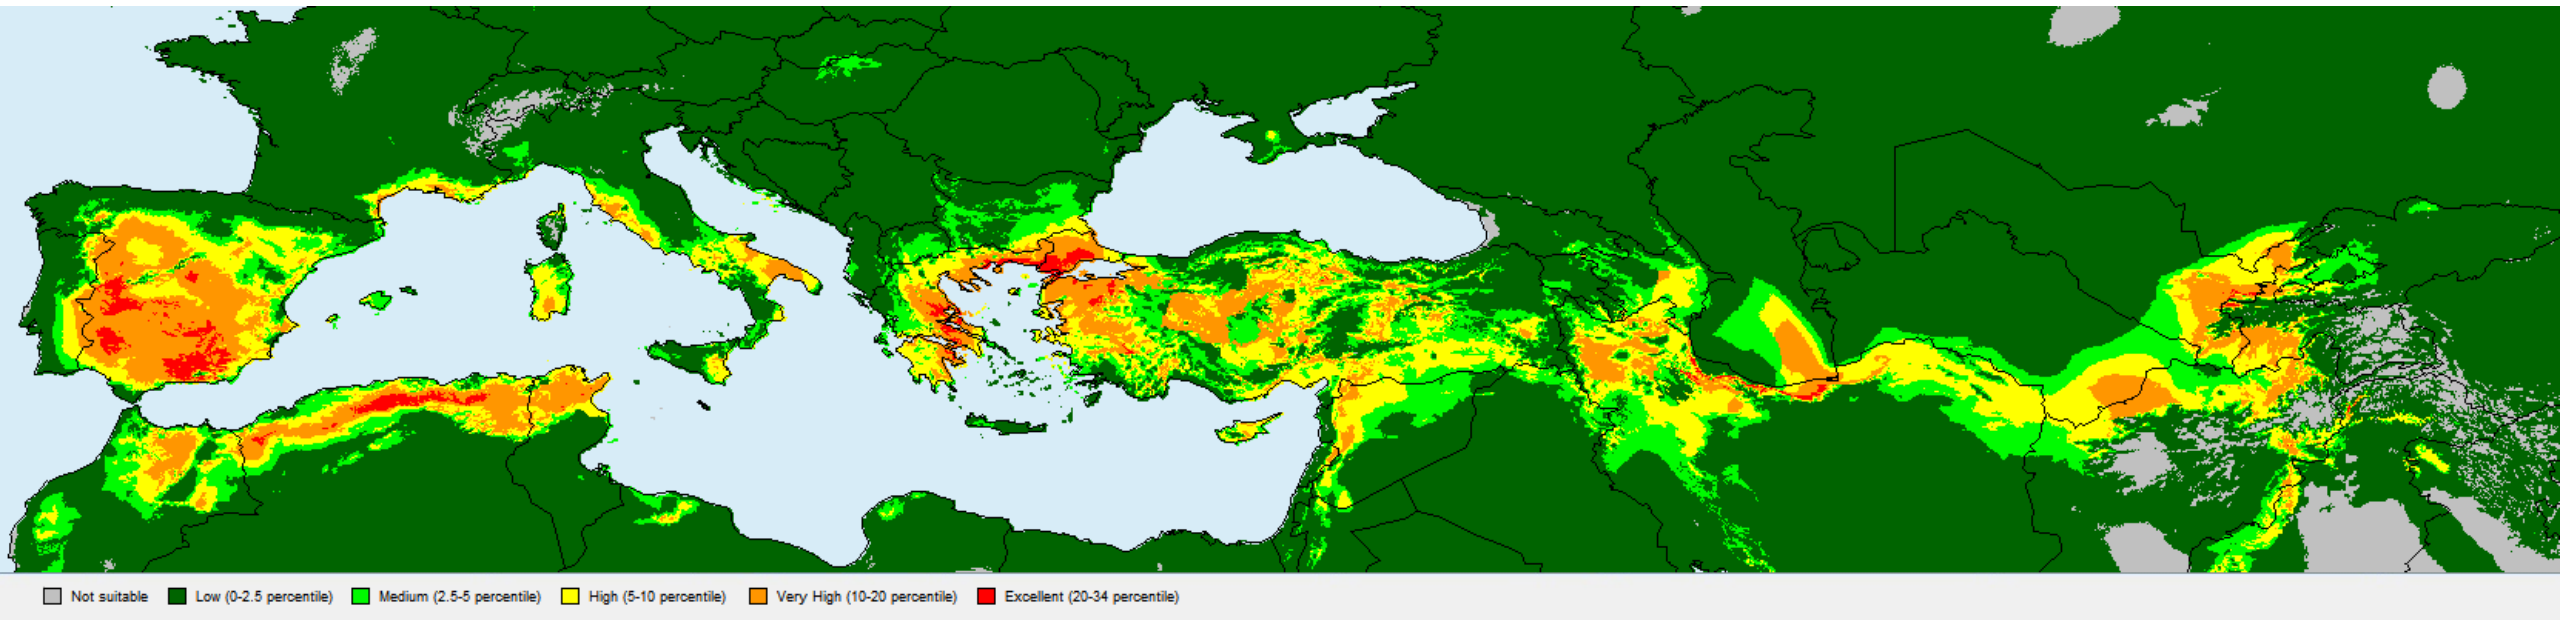 Not suitable Low (0-2.5 percentile) Medium (2.5-5 percentile) High (5-10 percentile) Very High (10-20 percentile) Excellent (20-34 percentile)